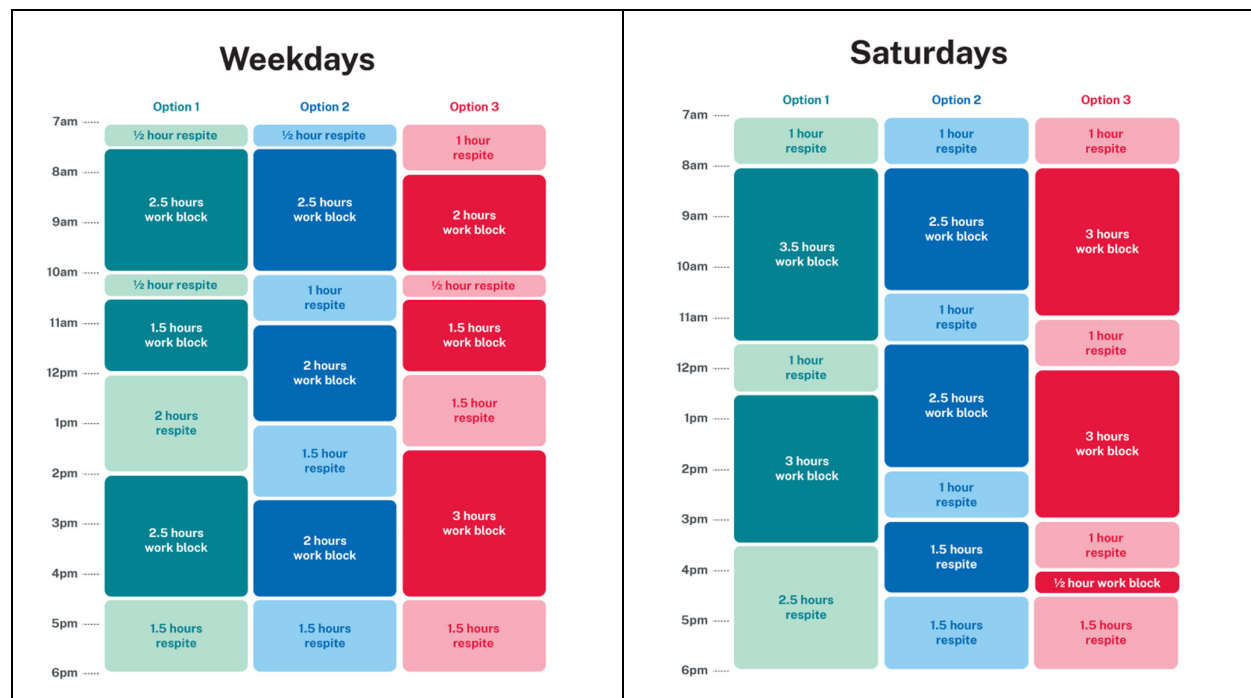 Weekdays
Option 1
Option 2
Option 3
7am
8am
9am
10am
11am
12pm
1pm
2pm
3pm
4pm
5pm
6pm
½ hour respite
2.5 hours
work block
½ hour respite
1.5 hours
work block
2 hours
respite
2.5 hours
work block
1.5 hours
respite
½ hour respite
2.5 hours
work block
1 hour
respite
2 hours
work block
1.5 hour
respite
2 hours
work block
1.5 hours
respite
1 hour
respite
2 hours
work block
½ hour respite
1.5 hours
work block
1.5 hour
respite
3 hours
work block
1.5 hours
respite
Saturdays
Option 1
Option 2
Option 3
7am
8am
9am
10am
11am
12pm
1pm
2pm
3pm
4pm
5pm
6pm
1 hour
respite
3.5 hours
work block
1 hour
respite
3 hours
work block
2.5 hours
respite
1 hour
respite
2.5 hours
work block
1 hour
respite
2.5 hours
work block
1 hour
respite
1.5 hours
respite
1.5 hours
respite
1 hour
respite
3 hours
work block
1 hour
respite
3 hours
work block
1 hour
respite
½ hour work block
1.5 hours
respite